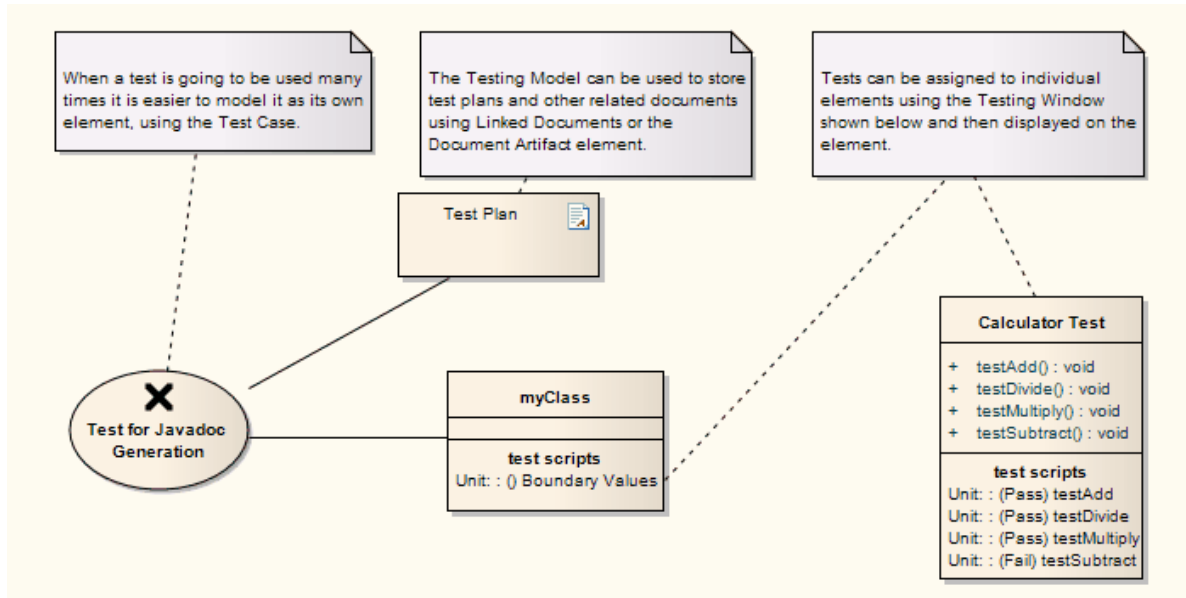 When a test is going to be used many
times it is easier to model it as its own
element, using the Test Case.
The Testing Model can be used to store
test plans and other related documents
using Linked Documents or the
Document Artifact element.
Tests can be assigned to individual
elements using the Testing Window
shown below and then displayed on the
element.
Test Plan
Test for Javadoc
Generation
myClass
test scripts
Unit: : () Boundary Values
Calculator Test
+ testAdd() : void
+ testDivide() : void
+ testMultiply() : void
+ testSubtract() : void
test scripts
Unit: : (Pass) testAdd
Unit: : (Pass) testDivide
Unit: : (Pass) testMultiply
Unit: : (Fail) testSubtract